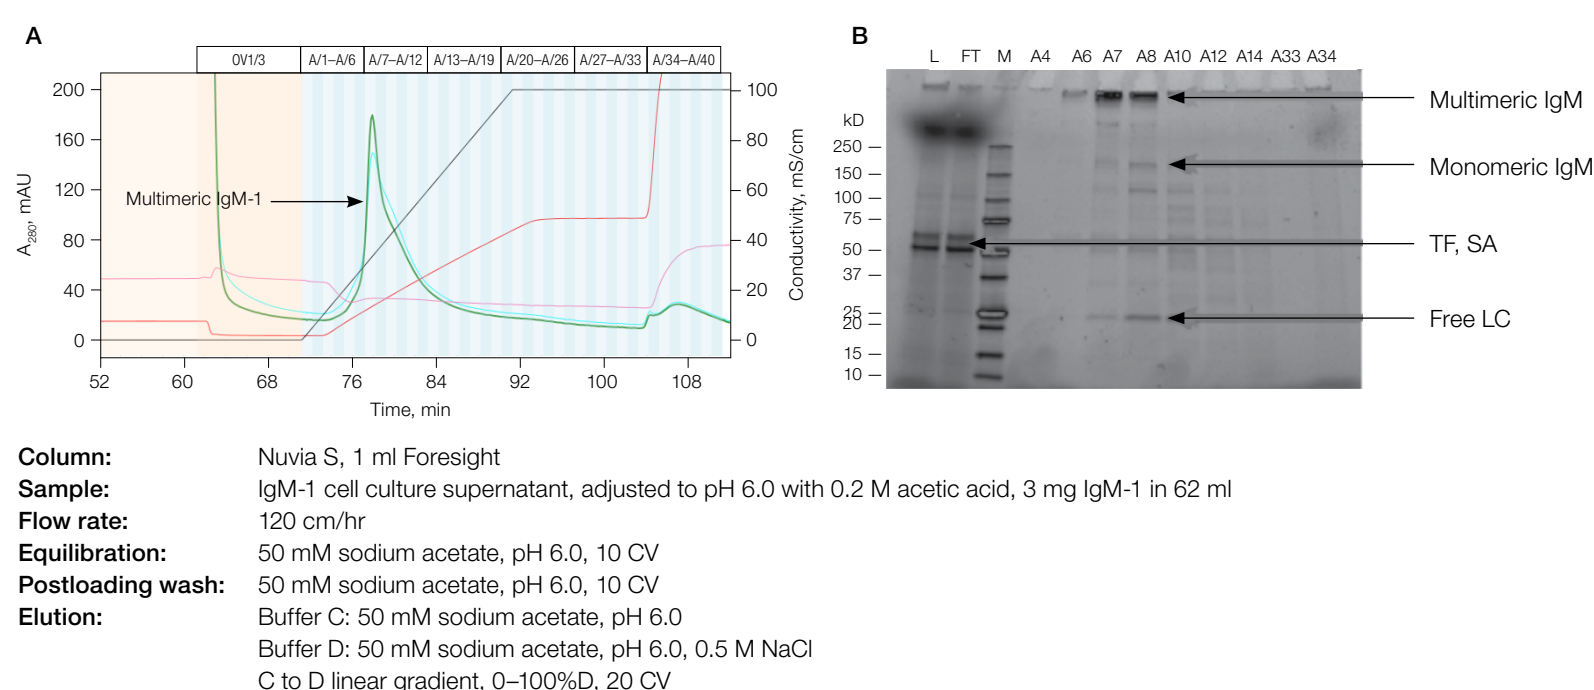 A
0V1/3 A/1–A/6 A/7–A/12 A/13–A/19 A/20–A/26 A/27–A/33 A/34–A/40
200
160
120
80
40
0
A280, mAU
Multimeric IgM-1
100
80
60
40
20
0
Conductivity, mS/cm
52 60 68 76 84 92 100 108
Time, min
B
L FT M A4 A6 A7 A8 A10 A12 A14 A33 A34
kD
250
150
100
75
50
37
25
20
15
10
Multimeric IgM
Monomeric IgM
TF, SA
Free LC
Column: Nuvia S, 1 ml Foresight
Sample: IgM-1 cell culture supernatant, adjusted to pH 6.0 with 0.2 M acetic acid, 3 mg IgM-1 in 62 ml
Flow rate: 120 cm/hr
Equilibration: 50 mM sodium acetate, pH 6.0, 10 CV
Postloading wash: 50 mM sodium acetate, pH 6.0, 10 CV
Elution: Buffer C: 50 mM sodium acetate, pH 6.0
Buffer D: 50 mM sodium acetate, pH 6.0, 0.5 M NaCl
C to D linear gradient, 0–100%D, 20 CV